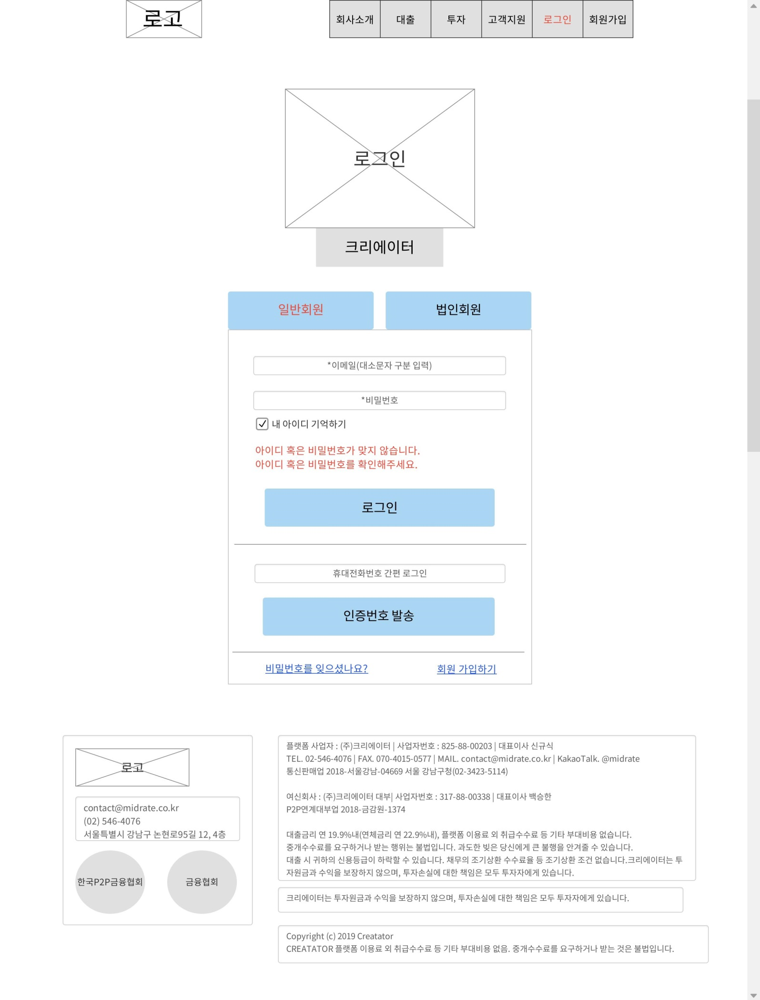 로고
회사소개 대출 투자 고객지원 로그인 회원가입
로그인
크리에이터
일반회원 법인회원
*이메일(대소문자 구분 입력)
*비밀번호
내 아이디 기억하기
아이디 혹은 비밀번호가 맞지 않습니다.
아이디 혹은 비밀번호를 확인해주세요.
로그인
휴대전화번호 간편 로그인
인증번호 발송
비밀번호를 잊으셨나요? 회원 가입하기
로고
contact@midrate.co.kr
(02) 546-4076
서울특별시 강남구 논현로95길 12, 4층
한국P2P금융협회 금융협회
플랫폼 사업자 : (주)크리에이터 | 사업자번호 : 825-88-00203 | 대표이사 신규식
TEL. 02-546-4076 | FAX. 070-4015-0577 | MAIL. contact@midrate.co.kr | KakaoTalk. @midrate
통신판매업 2018-서울강남-04669 서울 강남구청(02-3423-5114)
여신회사 : (주)크리에이터 대부| 사업자번호 : 317-88-00338 | 대표이사 백승한
P2P연계대부업 2018-금감원-1374
대출금리 연 19.9%내(연체금리 연 22.9%내), 플랫폼 이용료 외 취급수수료 등 기타 부대비용 없습니다.
중개수수료를 요구하거나 받는 행위는 불법입니다. 과도한 빚은 당신에게 큰 불행을 안겨줄 수 있습니다.
대출 시 귀하의 신용등급이 하락할 수 있습니다. 채무의 조기상환 수수료율 등 조기상환 조건 없습니다.크리에이터는 투
자원금과 수익을 보장하지 않으며, 투자손실에 대한 책임은 모두 투자자에게 있습니다.
크리에이터는 투자원금과 수익을 보장하지 않으며, 투자손실에 대한 책임은 모두 투자자에게 있습니다.
Copyright (c) 2019 Creatator
CREATATOR 플랫폼 이용료 외 취급수수료 등 기타 부대비용 없음. 중개수수료를 요구하거나 받는 것은 불법입니다.